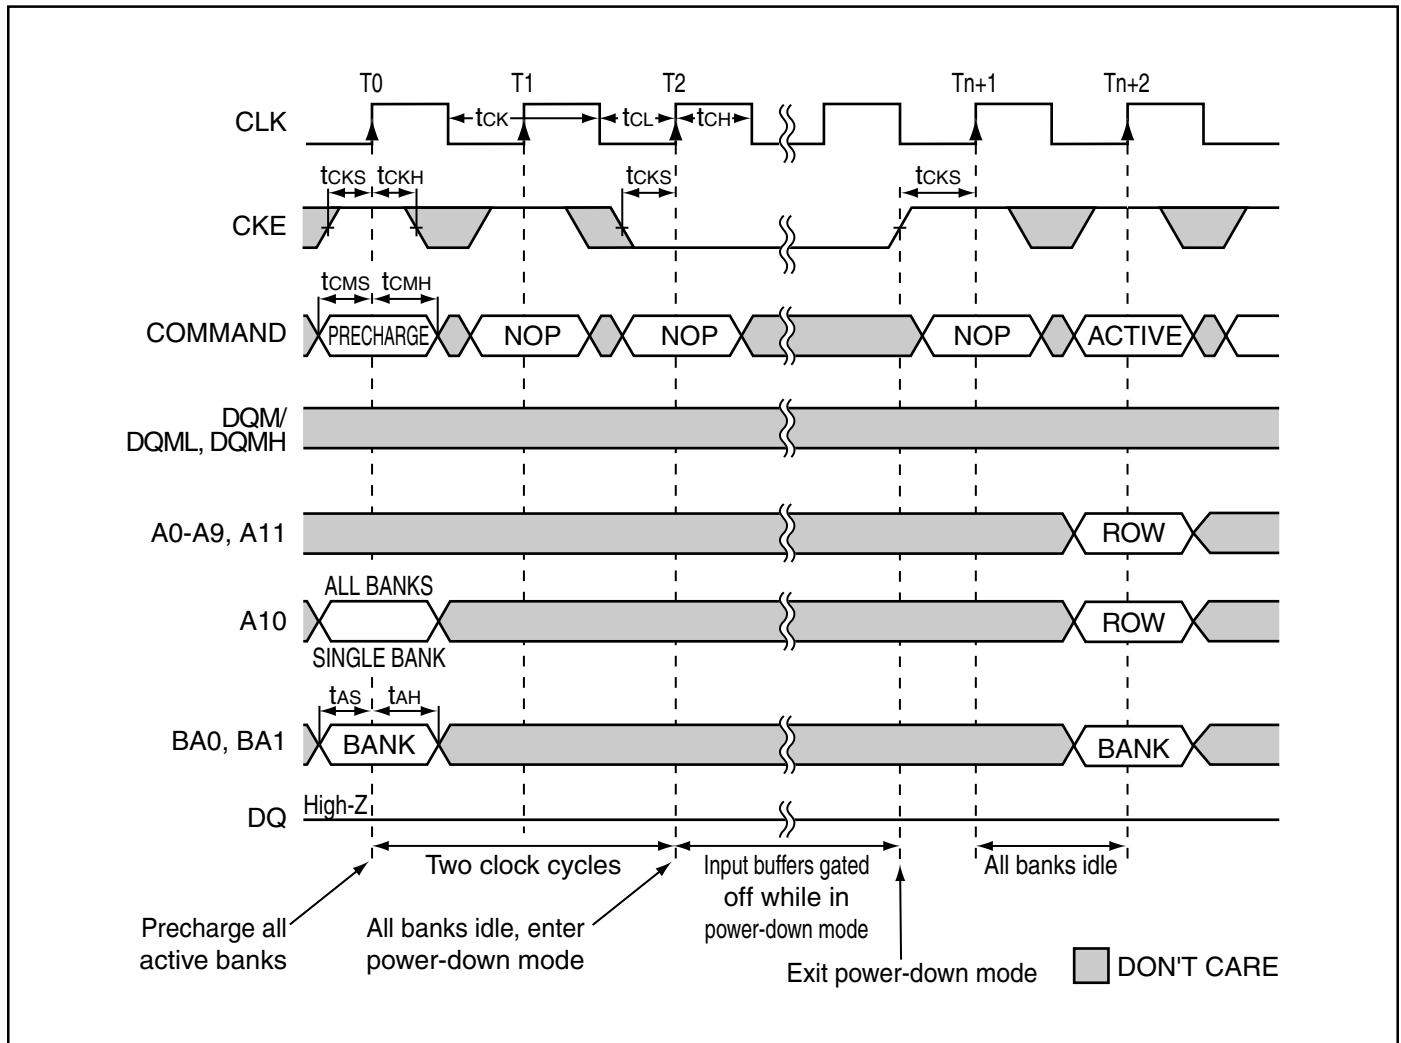 T0 T1 T2 Tn+1 Tn+2
CLK tCK tCL tCH
tCKS tCKH tCKS tCKS
CKE
tCMS tCMH
COMMAND PRECHARGE NOP NOP NOP ACTIVE
DQM/
DQML, DQMH
A0-A9, A11 ROW
ALL BANKS
A10 ROW
SINGLE BANK
tAS tAH
BA0, BA1 BANK BANK
DQ High-Z
Two clock cycles
Input buffers gated
off while in
power-down mode
All banks idle
Precharge all
active banks
All banks idle, enter
power-down mode
Exit power-down mode
DON'T CARE